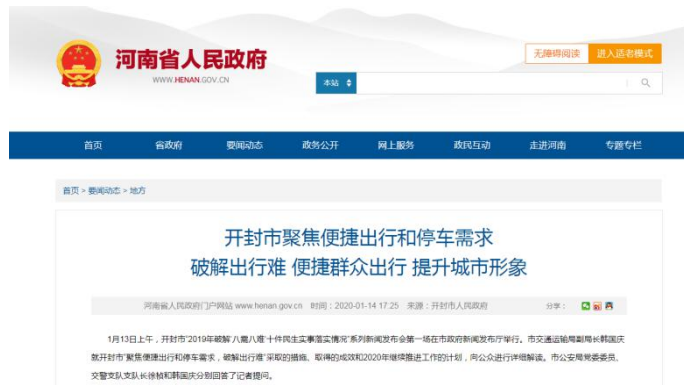 河南省人民政府
WWW.HENAN.GOV.CN
无障碍阅读 进入适老模式
本站
首页 省政府 要闻动态 政务公开 网上服务 政民互动 走进河南 专题专栏
首页 > 要闻动态 > 地方
开封市聚焦便捷出行和停车需求
破解出行难 便捷群众出行 提升城市形象
河南省人民政府门户网站 www.henan.gov.cn 时间:2020-01-14 17:25 来源:开封市人民政府 分享:
1月13日上午,开封市“2019年破解‘八需八难’十件民生实事落实情况”系列新闻发布会第一场在市政府新闻发布厅举行。市交通运输局副局长韩国庆
就开封市“聚焦便捷出行和停车需求,破解出行难”采取的措施、取得的成效和2020年继续推进工作的计划,向公众进行详细解读。市公安局党委委员、
交警支队支队长徐桢和韩国庆分别回答了记者提问。